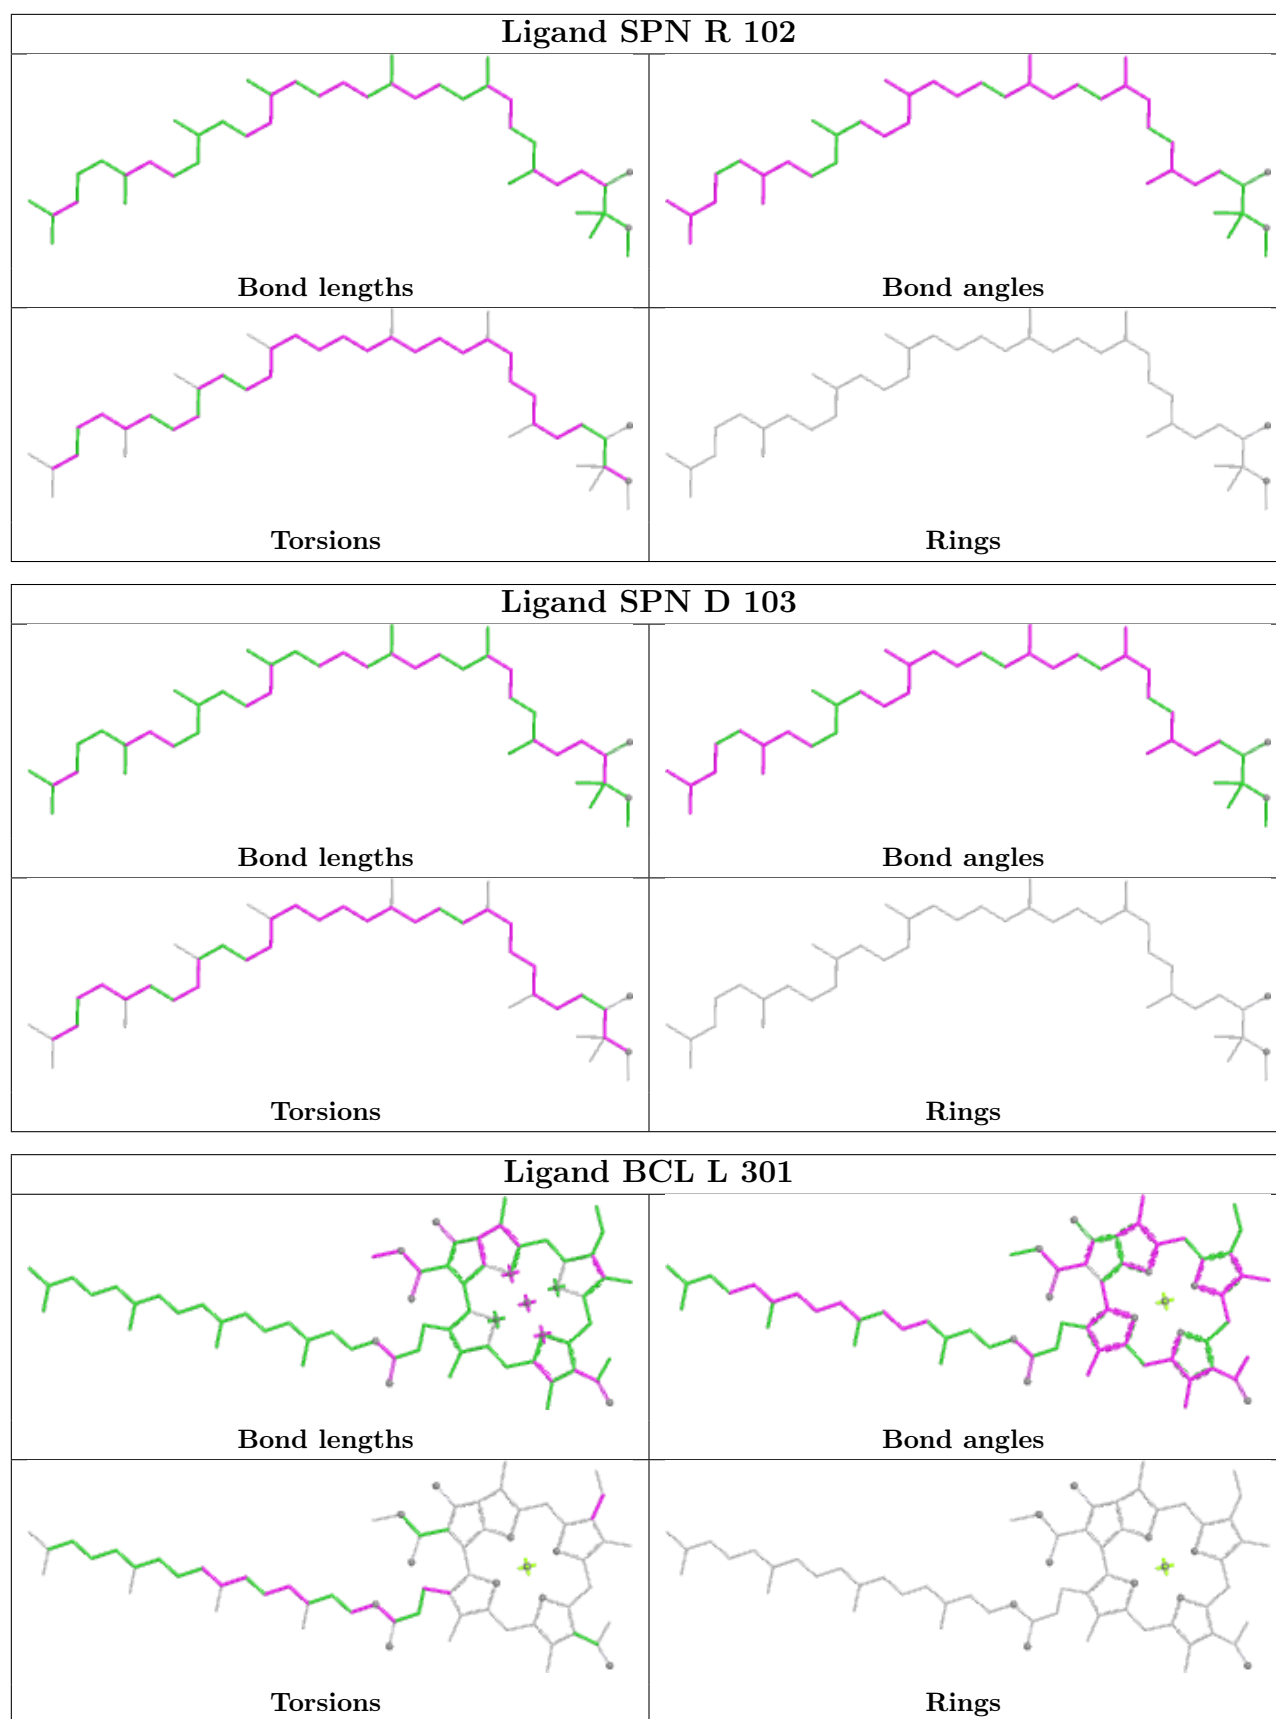 Ligand SPN R 102
Bond lengths
Bond angles
Torsions
Rings
Ligand SPN D 103
Bond lengths
Bond angles
Torsions
Rings
Ligand BCL L 301
Bond lengths
Bond angles
Torsions
Rings